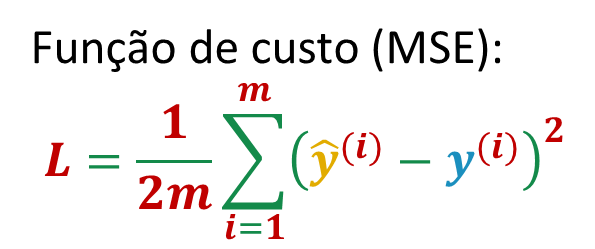 Função de custo (MSE):
L = 1/2m ∑_{i=1}^{m} (ŷ^{(i)} − y^{(i)})^2